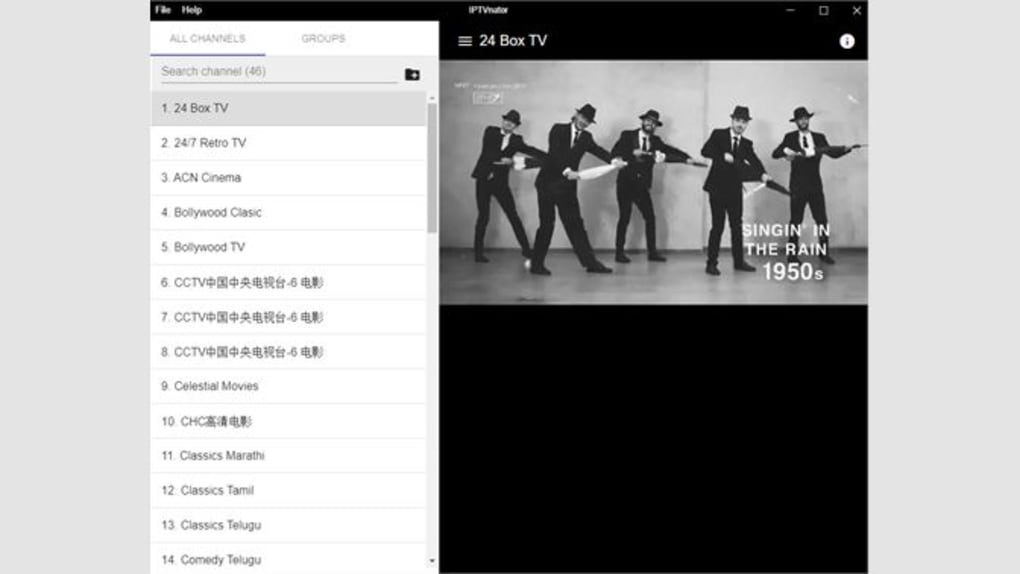 File Help
IPTVnator
ALL CHANNELS GROUPS
24 Box TV
Search channel (46)
1. 24 Box TV
2. 24/7 Retro TV
3. ACN Cinema
4. Bollywood Clasic
5. Bollywood TV
6. CCTV中国中央电视台-6 电影
7. CCTV中国中央电视台-6 电影
8. CCTV中国中央电视台-6 电影
9. Celestial Movies
10. CHC高清电影
11. Classics Marathi
12. Classics Tamil
13. Classics Telugu
14. Comedy Telugu
SINGIN' IN
THE RAIN
1950s